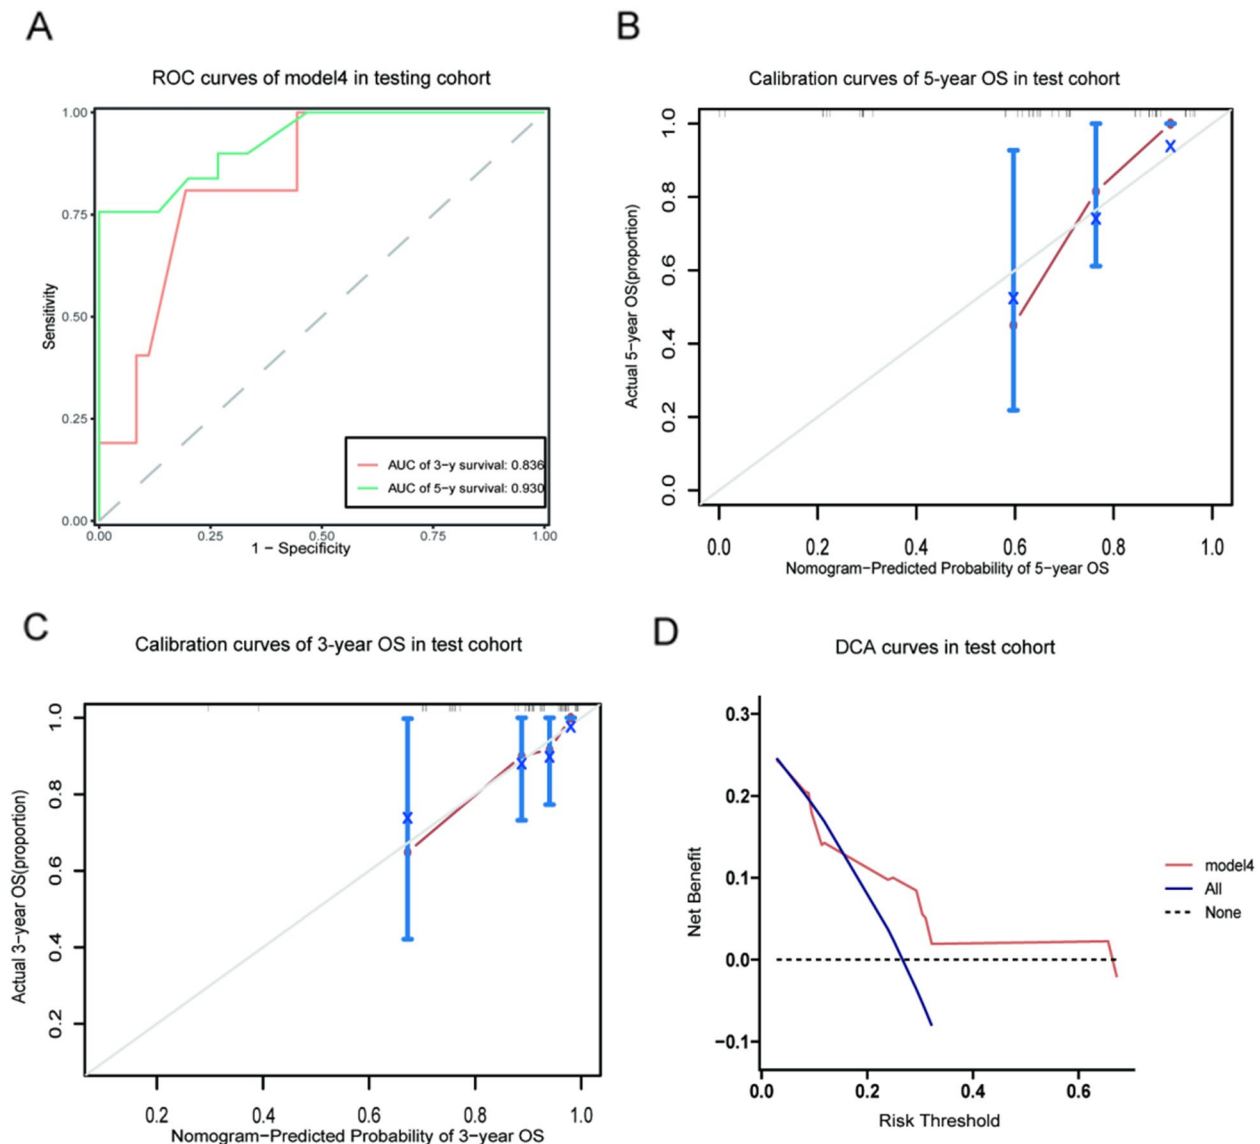 A
ROC curves of model4 in testing cohort
1.00
0.75
0.50
0.25
0.00
Sensitivity
AUC of 3−y survival: 0.836
AUC of 5−y survival: 0.930
0.00 0.25 0.50 0.75 1.00
1 − Specificity
B
Calibration curves of 5-year OS in test cohort
1.0
0.8
0.6
0.4
0.2
0.0
Actual 5−year OS(proportion)
0.0 0.2 0.4 0.6 0.8 1.0
Nomogram−Predicted Probability of 5−year OS
C
Calibration curves of 3-year OS in test cohort
1.0
0.8
0.6
0.4
0.2
Actual 3−year OS(proportion)
0.2 0.4 0.6 0.8 1.0
Nomogram−Predicted Probability of 3−year OS
D
DCA curves in test cohort
0.3
0.2
0.1
0.0
−0.1
Net Benefit
model4
All
None
0.0 0.2 0.4 0.6
Risk Threshold